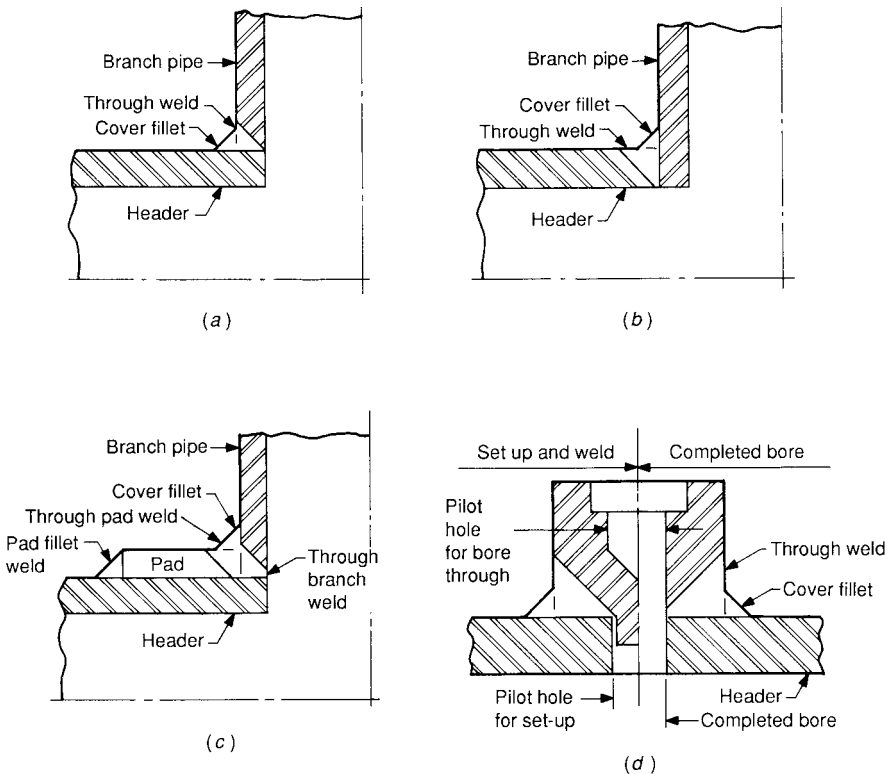 Branch pipe
Through weld
Cover fillet
Header
(a)
Branch pipe
Cover fillet
Through weld
Header
(b)
Branch pipe
Cover fillet
Through pad weld
Pad fillet
weld
Pad
Through
branch
weld
Header
(c)
Set up and weld
Completed bore
Pilot
hole
for bore
through
Through weld
Cover fillet
Header
Pilot hole
for set-up
Completed bore
(d)